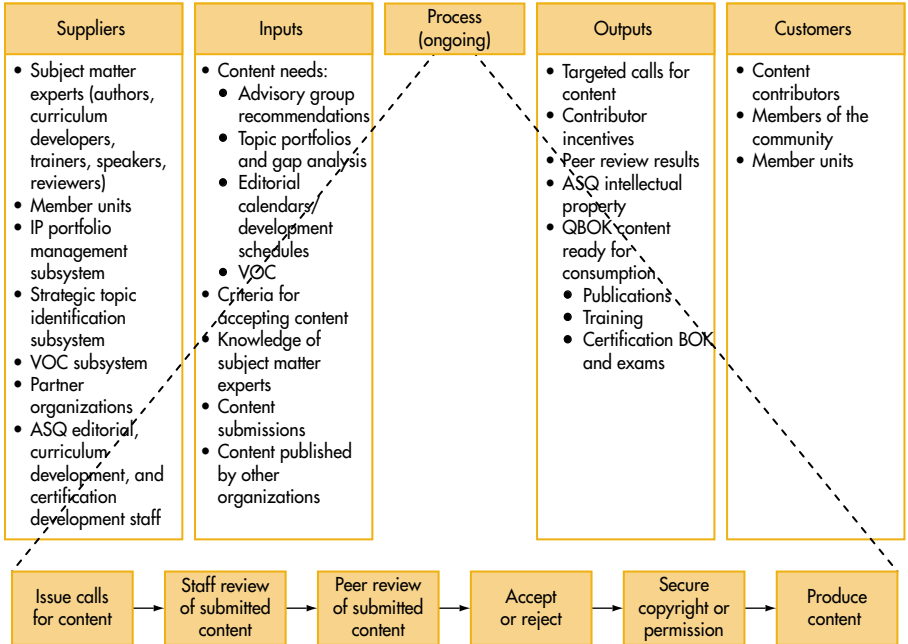 Suppliers
• Subject matter
experts (authors,
curriculum
developers,
trainers, speakers,
reviewers)
• Member units
• IP portfolio
management
subsystem
• Strategic topic
identification
subsystem
• VOC subsystem
• Partner
organizations
• ASQ editorial,
curriculum
development, and
certification
development staff
Inputs
• Content needs:
• Advisory group
recommendations
• Topic portfolios
and gap analysis
• Editorial
calendars/
development
schedules
• VOC
• Criteria for
accepting content
• Knowledge of
subject matter
experts
• Content
submissions
• Content published
by other
organizations
Process
(ongoing)
Outputs
• Targeted calls for
content
• Contributor
incentives
• Peer review results
• ASQ intellectual
property
• QBOK content
ready for
consumption
• Publications
• Training
• Certification BOK
and exams
Customers
• Content
contributors
• Members of the
community
• Member units
Issue calls
for content
Staff review
of submitted
content
Peer review
of submitted
content
Accept
or reject
Secure
copyright or
permission
Produce
content